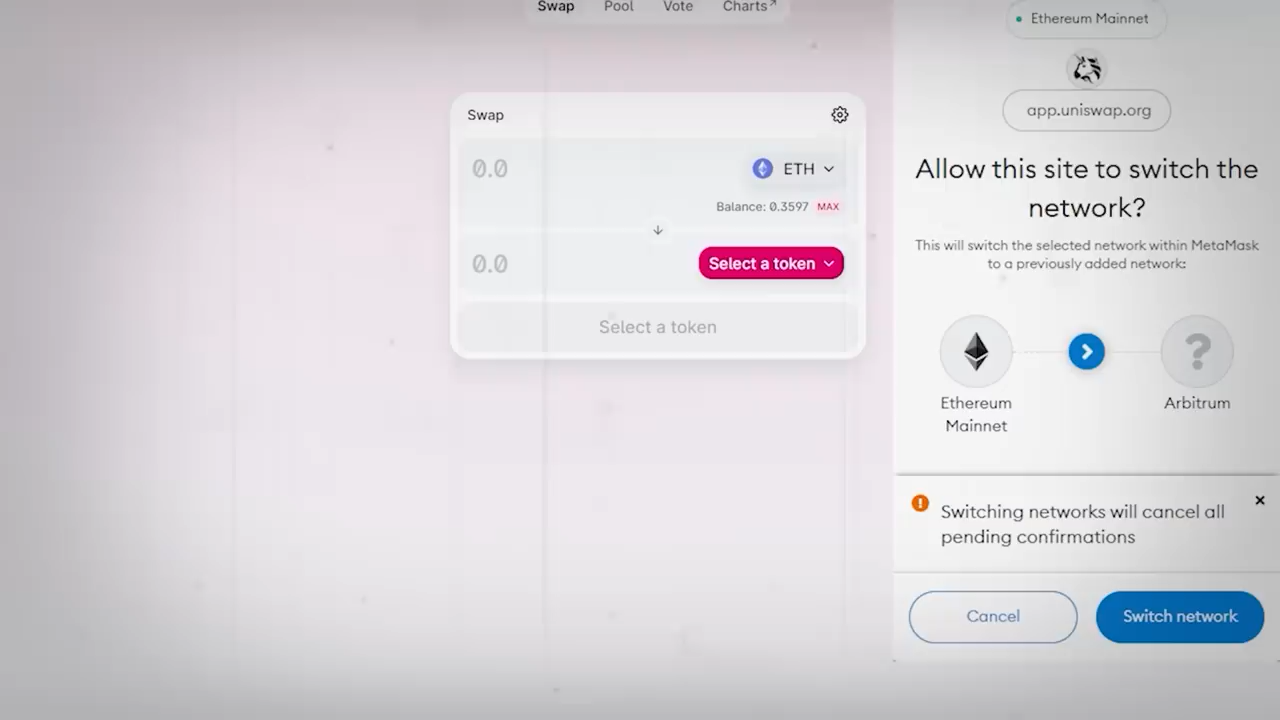 Swap Pool Vote Charts↗
Swap
0.0
ETH
Balance: 0.3597 MAX
0.0
Select a token
Select a token
Ethereum Mainnet
app.uniswap.org
Allow this site to switch the
network?
This will switch the selected network within MetaMask
to a previously added network:
?
Ethereum
Mainnet
Arbitrum
Switching networks will cancel all
pending confirmations
Cancel
Switch network